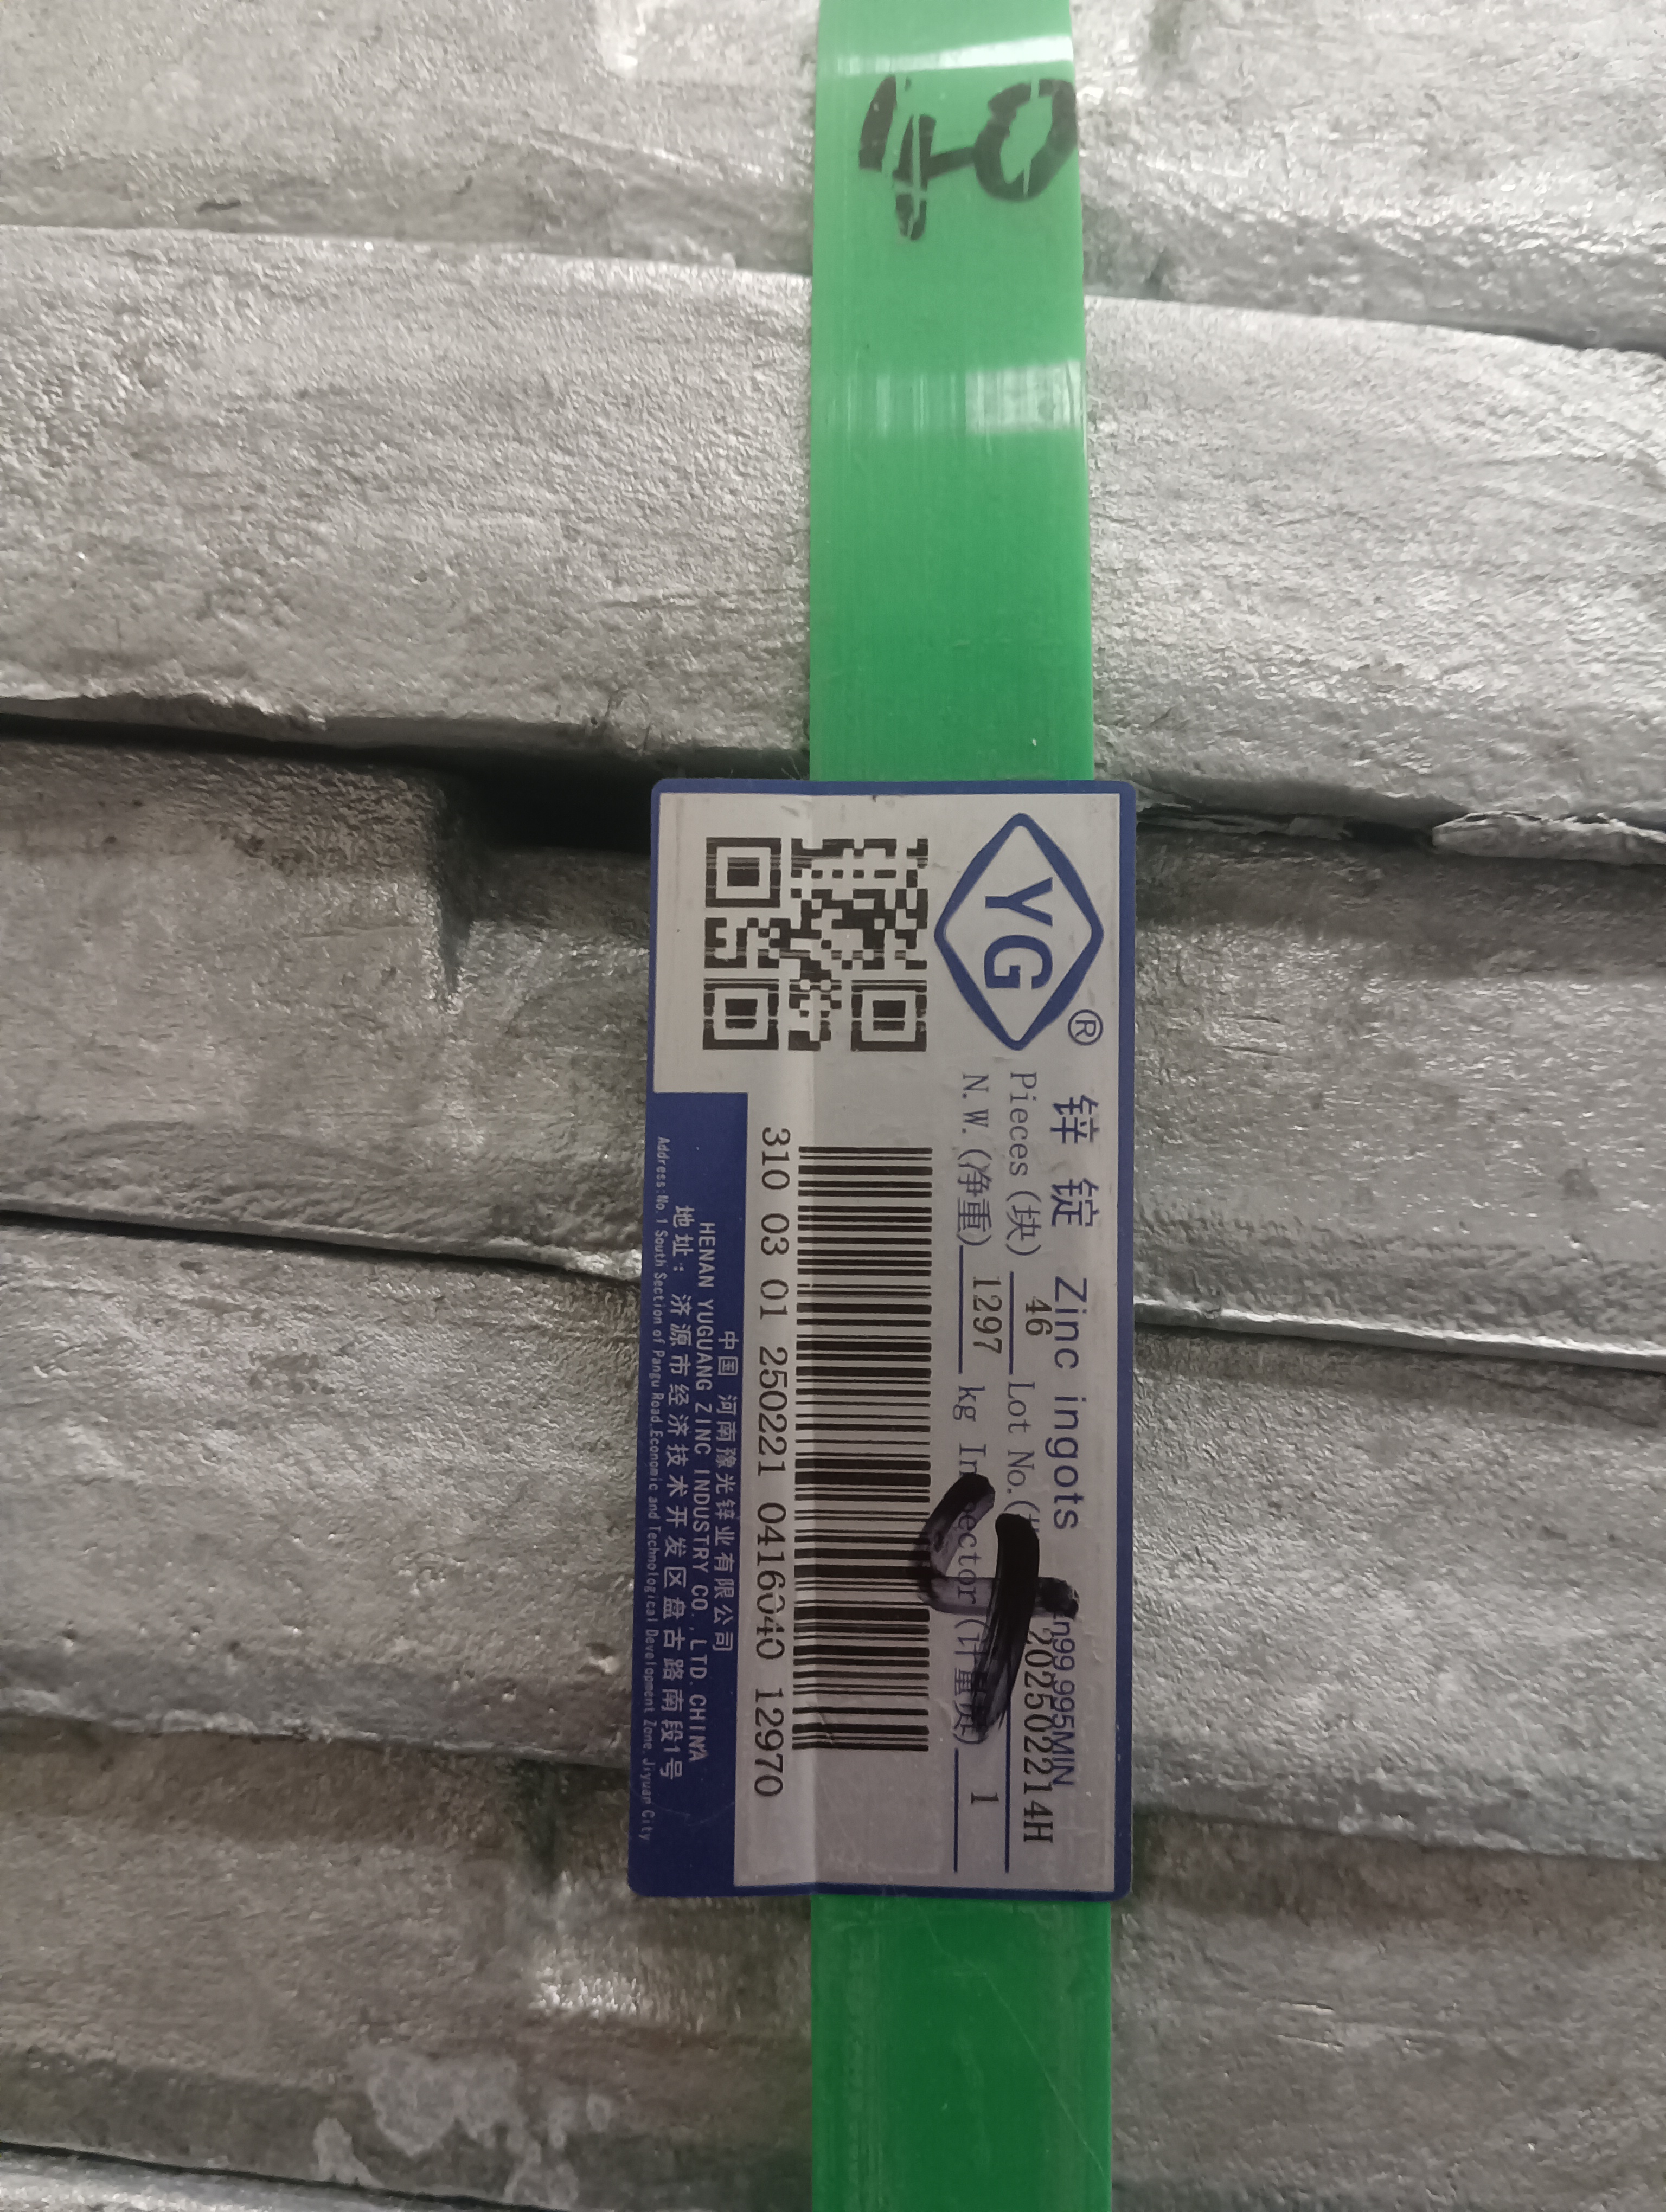 YG®
锌 锭 Zinc ingots
Zn99.995MIN
Pieces (块) 46 Lot No. 202502214H
N.W. (净重) 1297 kg Inspector (计量员) 1
310 03 01 250221 0416040 12970
中国 河南豫光锌业有限公司
HENAN YUGUANG ZINC INDUSTRY CO., LTD. CHINA
地址：济源市经济技术开发区盘古路南段1号
Address:No.1 South Section of Pangu Road,Economic and Technological Development Zone, Jiyuan City